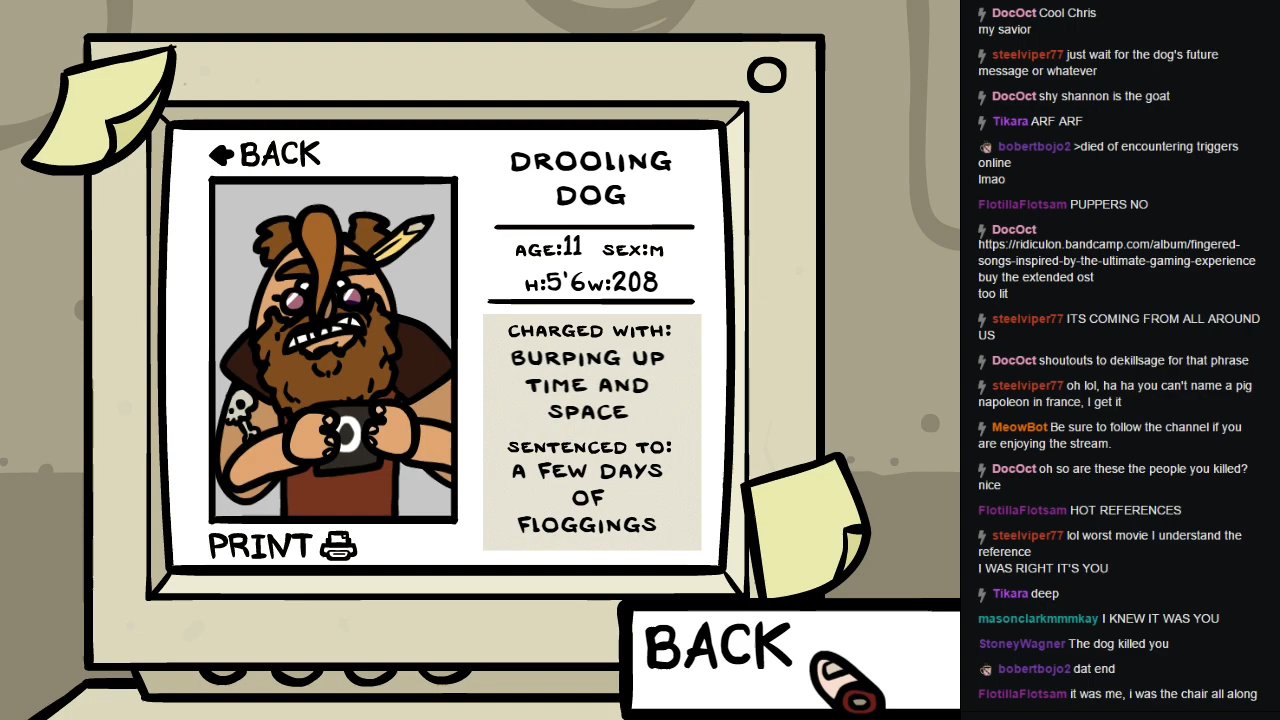 BACK
DROOLING
DOG
AGE:11 SEX:M
H:5'6 W:208
CHARGED WITH:
BURPING UP
TIME AND
SPACE
SENTENCED TO:
A FEW DAYS
OF
FLOGGINGS
PRINT
BACK
DocOct Cool Chris
my savior
steelviper77 just wait for the dog's future
message or whatever
DocOct shy shannon is the goat
Tikara ARF ARF
bobertbojo2 >died of encountering triggers
online
lmao
FlotillaFlotsam PUPPERS NO
DocOct
https://ridiculon.bandcamp.com/album/fingered-
songs-inspired-by-the-ultimate-gaming-experience
buy the extended ost
too lit
steelviper77 ITS COMING FROM ALL AROUND
US
DocOct shoutouts to dekillsage for that phrase
steelviper77 oh lol, ha ha you can't name a pig
napoleon in france, I get it
MeowBot Be sure to follow the channel if you
are enjoying the stream.
DocOct oh so are these the people you killed?
nice
FlotillaFlotsam HOT REFERENCES
steelviper77 lol worst movie I understand the
reference
I WAS RIGHT IT'S YOU
Tikara deep
masonclarkmmmkay I KNEW IT WAS YOU
StoneyWagner The dog killed you
bobertbojo2 dat end
FlotillaFlotsam it was me, i was the chair all along